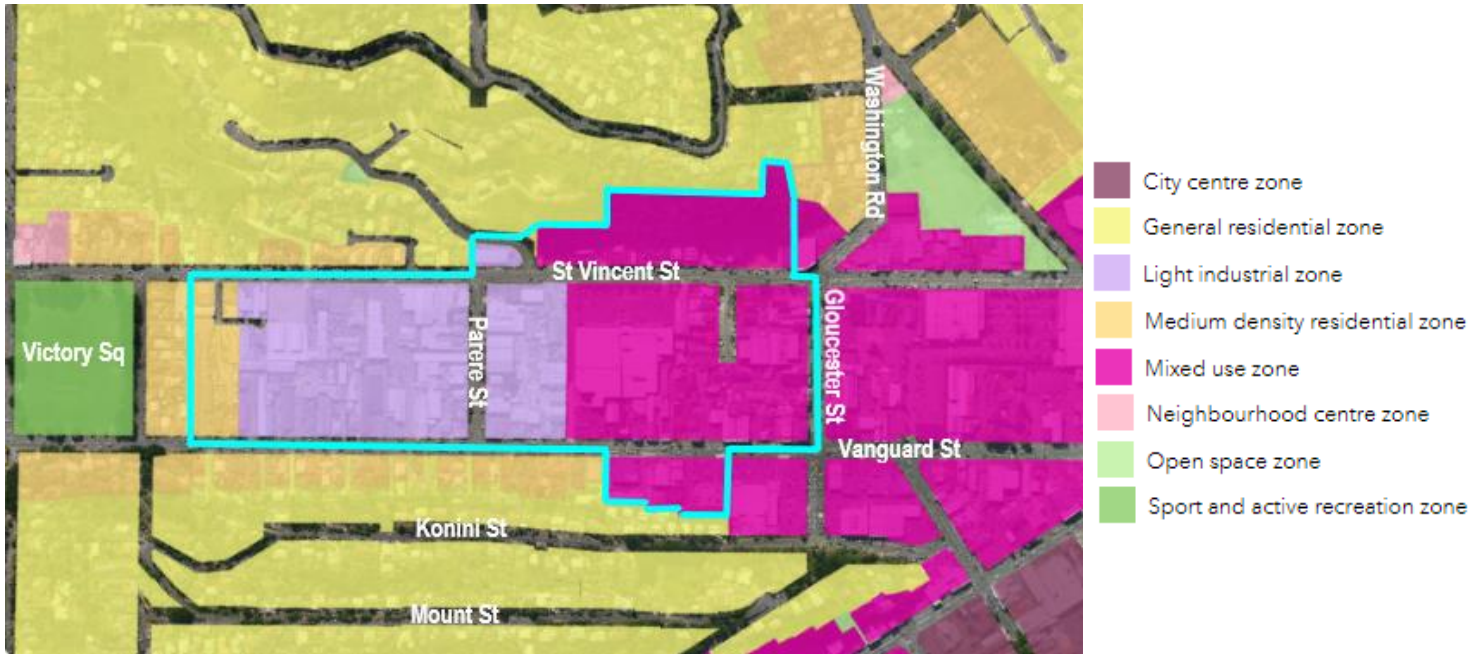 Washington Rd
St Vincent St
Victory Sq
Parere St
Gloucester St
Vanguard St
Konini St
Mount St
City centre zone
General residential zone
Light industrial zone
Medium density residential zone
Mixed use zone
Neighbourhood centre zone
Open space zone
Sport and active recreation zone